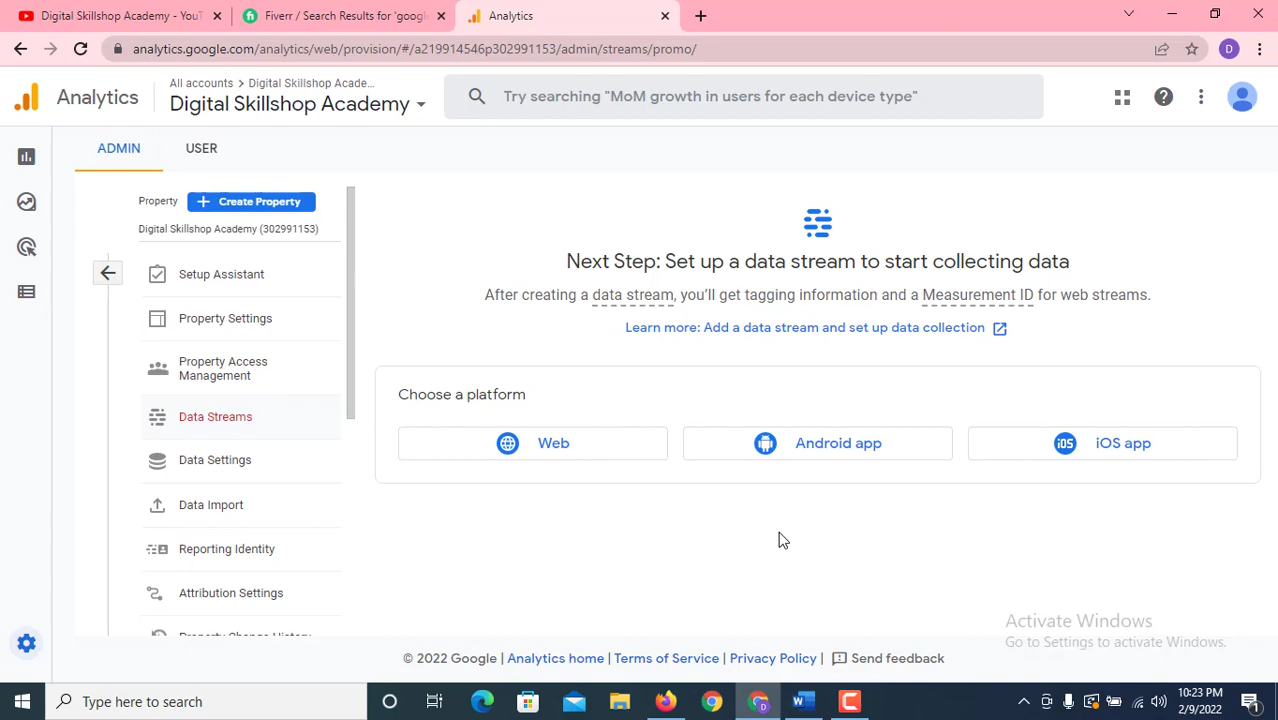 Digital Skillshop Academy - YouT
Fiverr / Search Results for 'googl
Analytics
analytics.google.com/analytics/web/provision/#/a219914546p302991153/admin/streams/promo/
D
Analytics
All accounts > Digital Skillshop Acade...
Digital Skillshop Academy
Try searching "MoM growth in users for each device type"
ADMIN
USER
Property
+ Create Property
Digital Skillshop Academy (302991153)
Setup Assistant
Property Settings
Property Access
Management
Data Streams
Data Settings
Data Import
Reporting Identity
Attribution Settings
Property Change History
Next Step: Set up a data stream to start collecting data
After creating a data stream, you'll get tagging information and a Measurement ID for web streams.
Learn more: Add a data stream and set up data collection
Choose a platform
Web
Android app
iOS iOS app
Activate Windows
Go to Settings to activate Windows.
© 2022 Google | Analytics home | Terms of Service | Privacy Policy | Send feedback
Type here to search
10:23 PM
2/9/2022
1